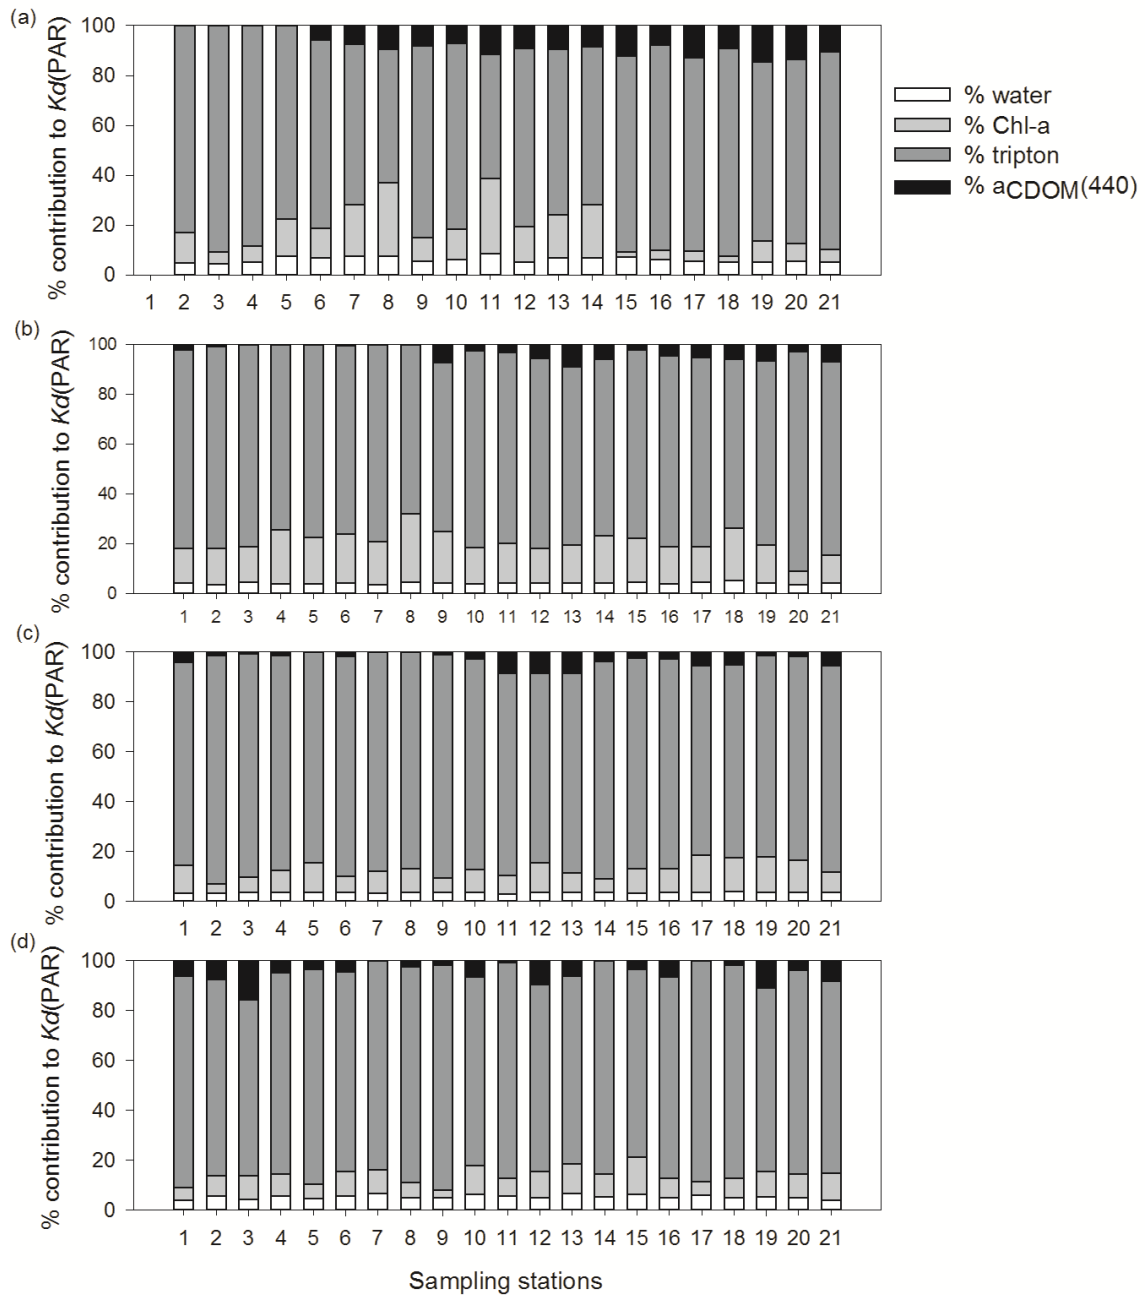 (a)
% contribution to Kd(PAR)
100
80
60
40
20
0
1 2 3 4 5 6 7 8 9 10 11 12 13 14 15 16 17 18 19 20 21
% water
% Chl-a
% tripton
% aCDOM(440)
(b)
% contribution to Kd(PAR)
100
80
60
40
20
0
1 2 3 4 5 6 7 8 9 10 11 12 13 14 15 16 17 18 19 20 21
(c)
% contribution to Kd(PAR)
100
80
60
40
20
0
1 2 3 4 5 6 7 8 9 10 11 12 13 14 15 16 17 18 19 20 21
(d)
% contribution to Kd(PAR)
100
80
60
40
20
0
1 2 3 4 5 6 7 8 9 10 11 12 13 14 15 16 17 18 19 20 21
Sampling stations